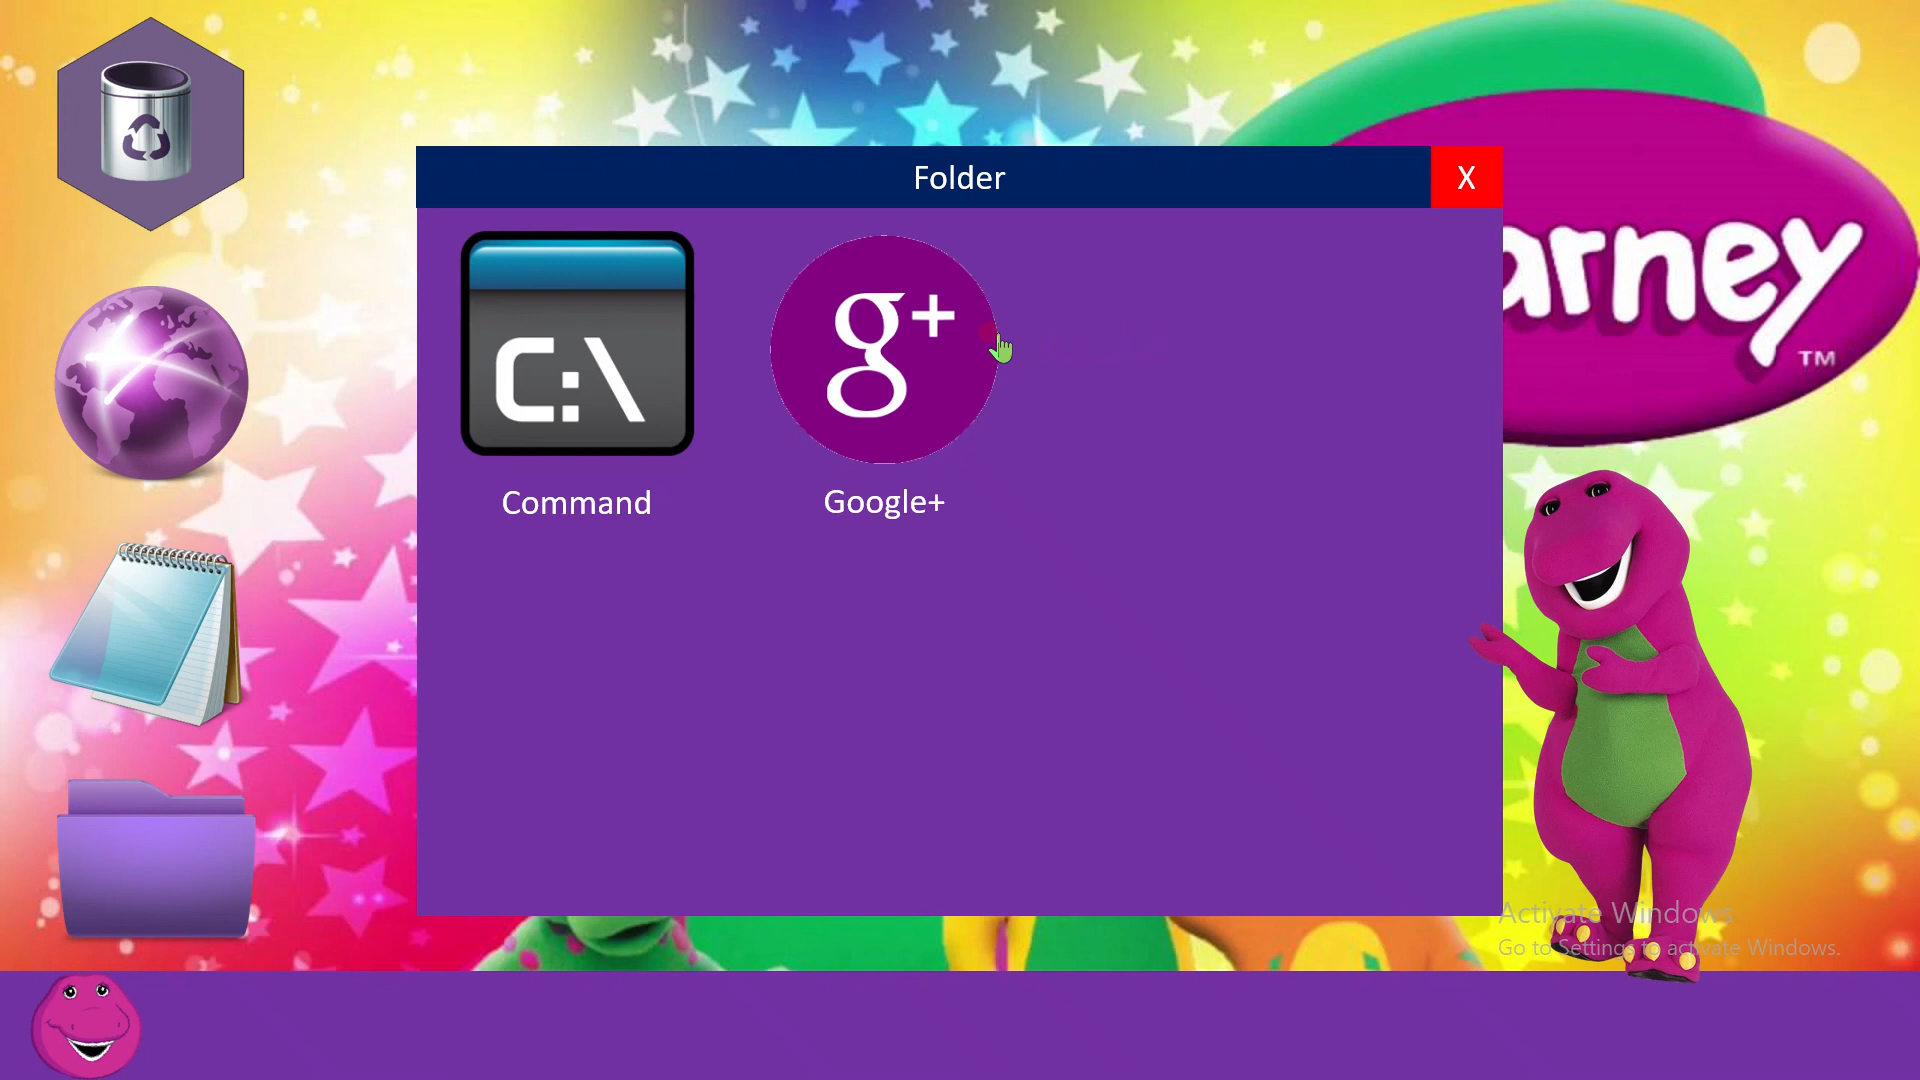 Folder
X
arney
TM
C:\
g+
Command
Google+
Activate Windows
Go to Settings to activate Windows.